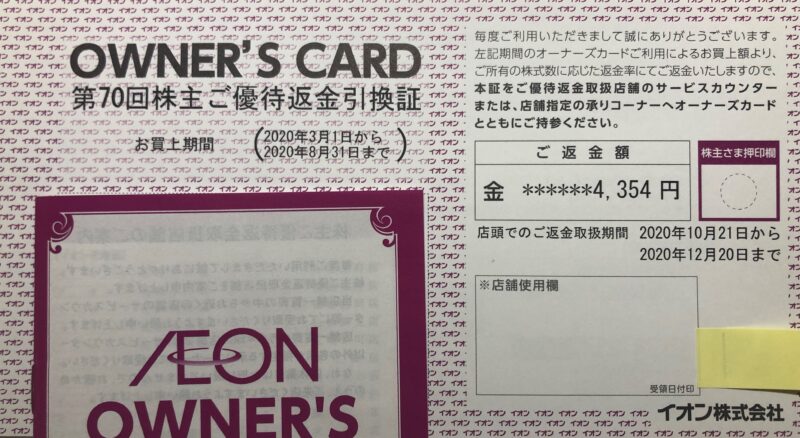 OWNER'S CARD
第70回株主ご優待返金引換証
お買上期間
(2020年3月1日から
2020年8月31日まで)
毎度ご利用いただきまして誠にありがとうございます。
左記期間のオーナーズカードご利用によるお買上額より、
ご所有の株式数に応じた返金率にてご返金いたしますので、
本証をご優待返金取扱店舗のサービスカウンター
または、店舗指定の承りコーナーへオーナーズカード
とともにご持参ください。
ご返金額
金 ******4,354円
株主さま押印欄
店頭でのご返金取扱期間 2020年10月21日から
2020年12月20日まで
※店舗使用欄
受領日付印
イオン株式会社
ÆON
OWNER'S